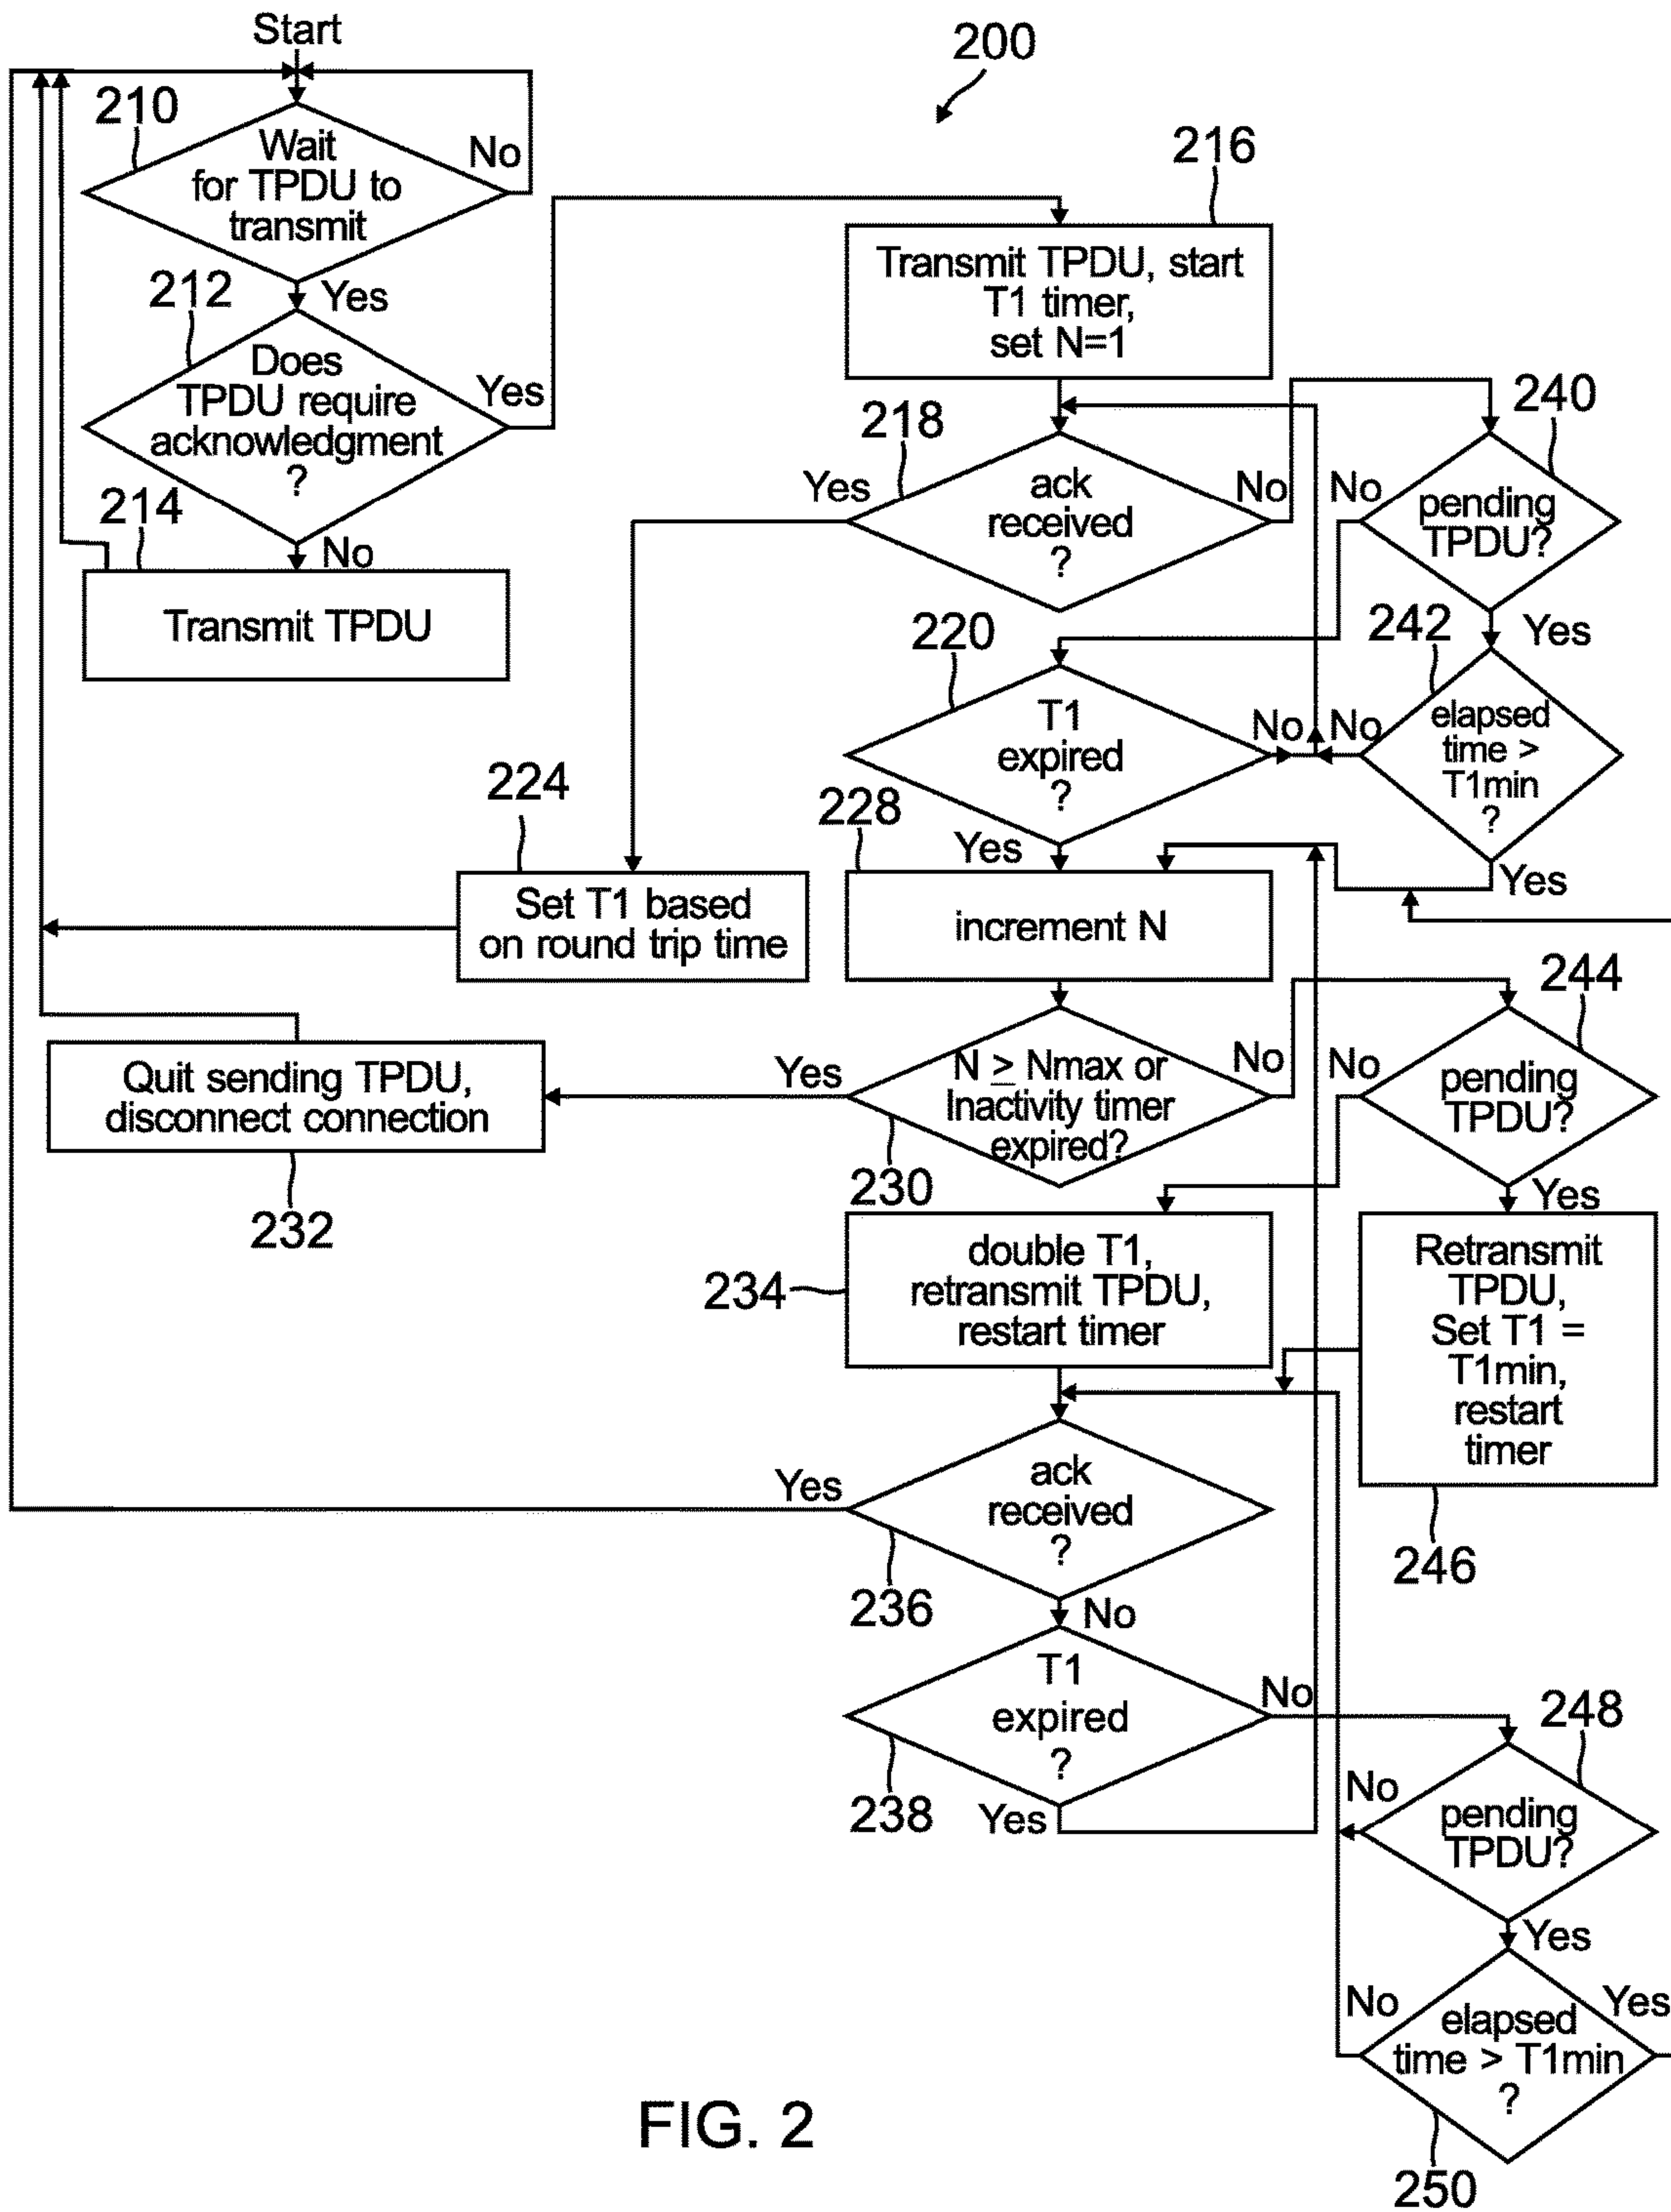 Start
200
210
Wait
for TPDU to
transmit
No
Yes
212
Does
TPDU require
acknowledgment
?
Yes
No
214
Transmit TPDU
216
Transmit TPDU, start
T1 timer,
set N=1
218
ack
received
?
Yes
No
240
pending
TPDU?
No
Yes
220
T1
expired
?
No
Yes
242
elapsed
time >
T1min
?
No
Yes
224
Set T1 based
on round trip time
228
increment N
230
N ≥ Nmax or
Inactivity timer
expired?
Yes
No
232
Quit sending TPDU,
disconnect connection
244
pending
TPDU?
No
Yes
234
double T1,
retransmit TPDU,
restart timer
246
Retransmit
TPDU,
Set T1 =
T1min,
restart
timer
236
ack
received
?
Yes
No
238
T1
expired
?
No
Yes
248
pending
TPDU?
No
Yes
250
elapsed
time > T1min
?
No
Yes
FIG. 2